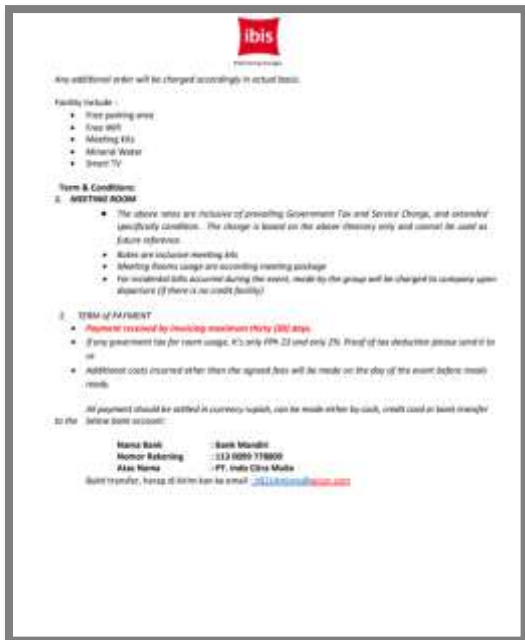 ibis
Any additional order will be charged accordingly in actual basis.
Facility Include :
• Free parking area
• Free Wifi
• Meeting Kits
• Mineral Water
• Smart TV
Term & Conditions:
MEETING ROOM
• The above rates are inclusive of prevailing Government Tax and Service Charge, and extended
specifically condition. The charge is based on the above itinerary only and cannot be used as
future reference.
• Rates are inclusive meeting kits
• Meeting Rooms usage are according meeting package
• For incidental bills occurred during the event, made by the group will be charged to company upon
departure (if there is no credit facility)
TERM of PAYMENT
• Payment received by invoicing maximum thirty (30) days.
• If any goverment tax for room usage, it's only PPh 23 and only 2%. Proof of tax deduction please send it to
us
• Additional costs incurred other than the agreed fees will be made on the day of the event before meals
ready.
All payment should be settled in currency rupiah, can be made either by cash, credit card or bank transfer
to the below bank account:
Nama Bank : Bank Mandiri
Nomor Rekening
Atas Nama : PT. Indo Citra Mulia
Bukti transfer, harap di kirim kan ke email :